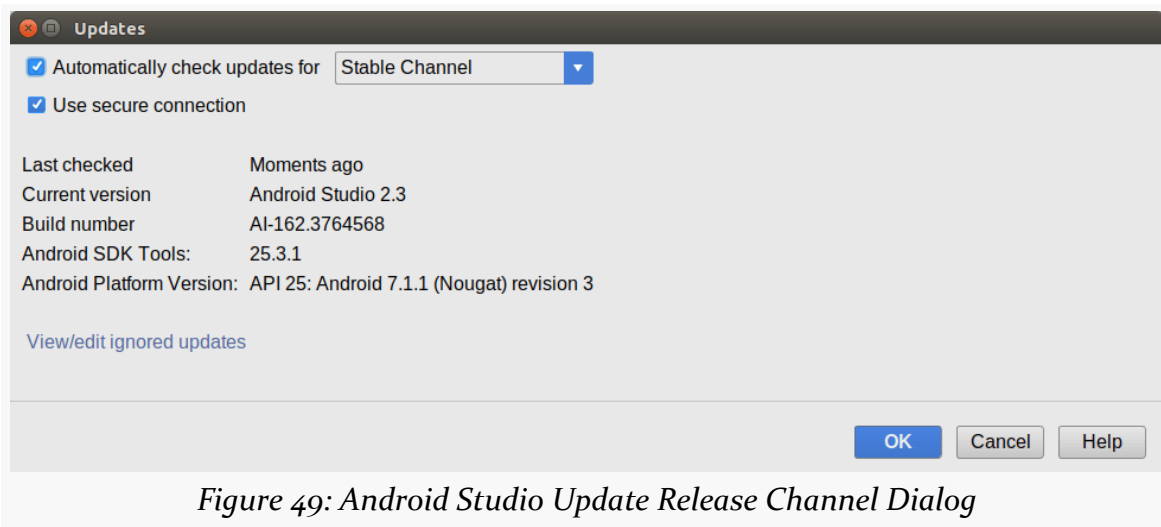 Updates
Automatically check updates for Stable Channel
Use secure connection
Last checked Moments ago
Current version Android Studio 2.3
Build number AI-162.3764568
Android SDK Tools: 25.3.1
Android Platform Version: API 25: Android 7.1.1 (Nougat) revision 3
View/edit ignored updates
OK Cancel Help
Figure 49: Android Studio Update Release Channel Dialog